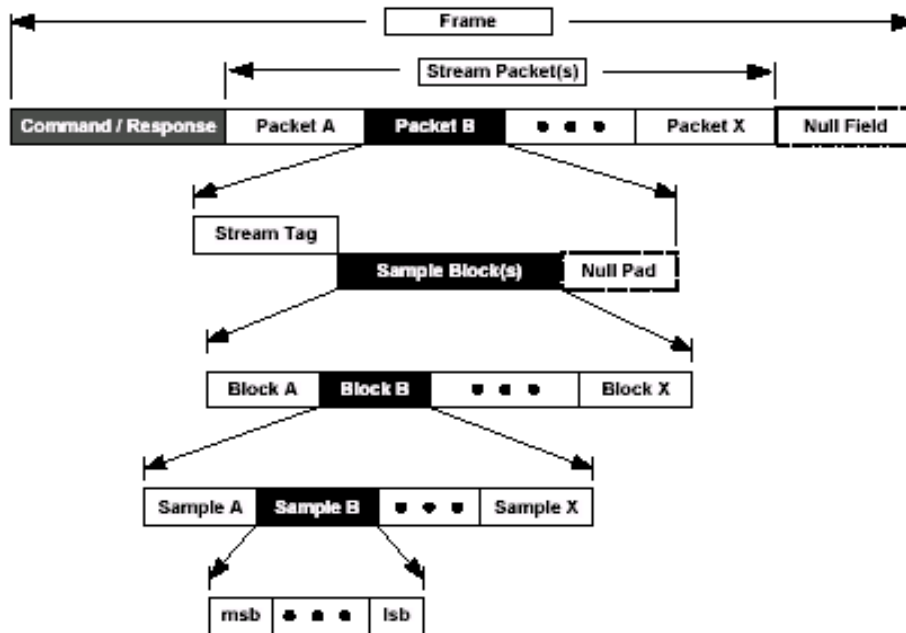 Frame
Stream Packet(s)
Command / Response Packet A Packet B • • • Packet X Null Field
Stream Tag
Sample Block(s) Null Pad
Block A Block B • • • Block X
Sample A Sample B • • • Sample X
msb • • • lsb